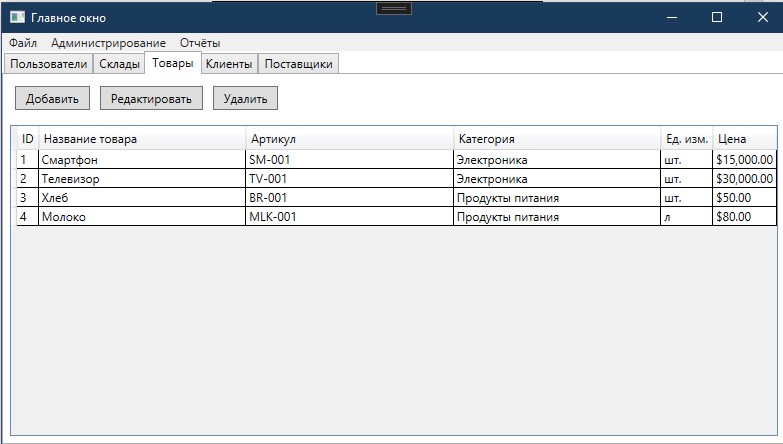 Главное окно
Файл Администрирование Отчёты
Пользователи Склады Товары Клиенты Поставщики
Добавить Редактировать Удалить
ID Название товара Артикул Категория Ед. изм. Цена
1 Смартфон SM-001 Электроника шт. $15,000.00
2 Телевизор TV-001 Электроника шт. $30,000.00
3 Хлеб BR-001 Продукты питания шт. $50.00
4 Молоко MLK-001 Продукты питания л $80.00